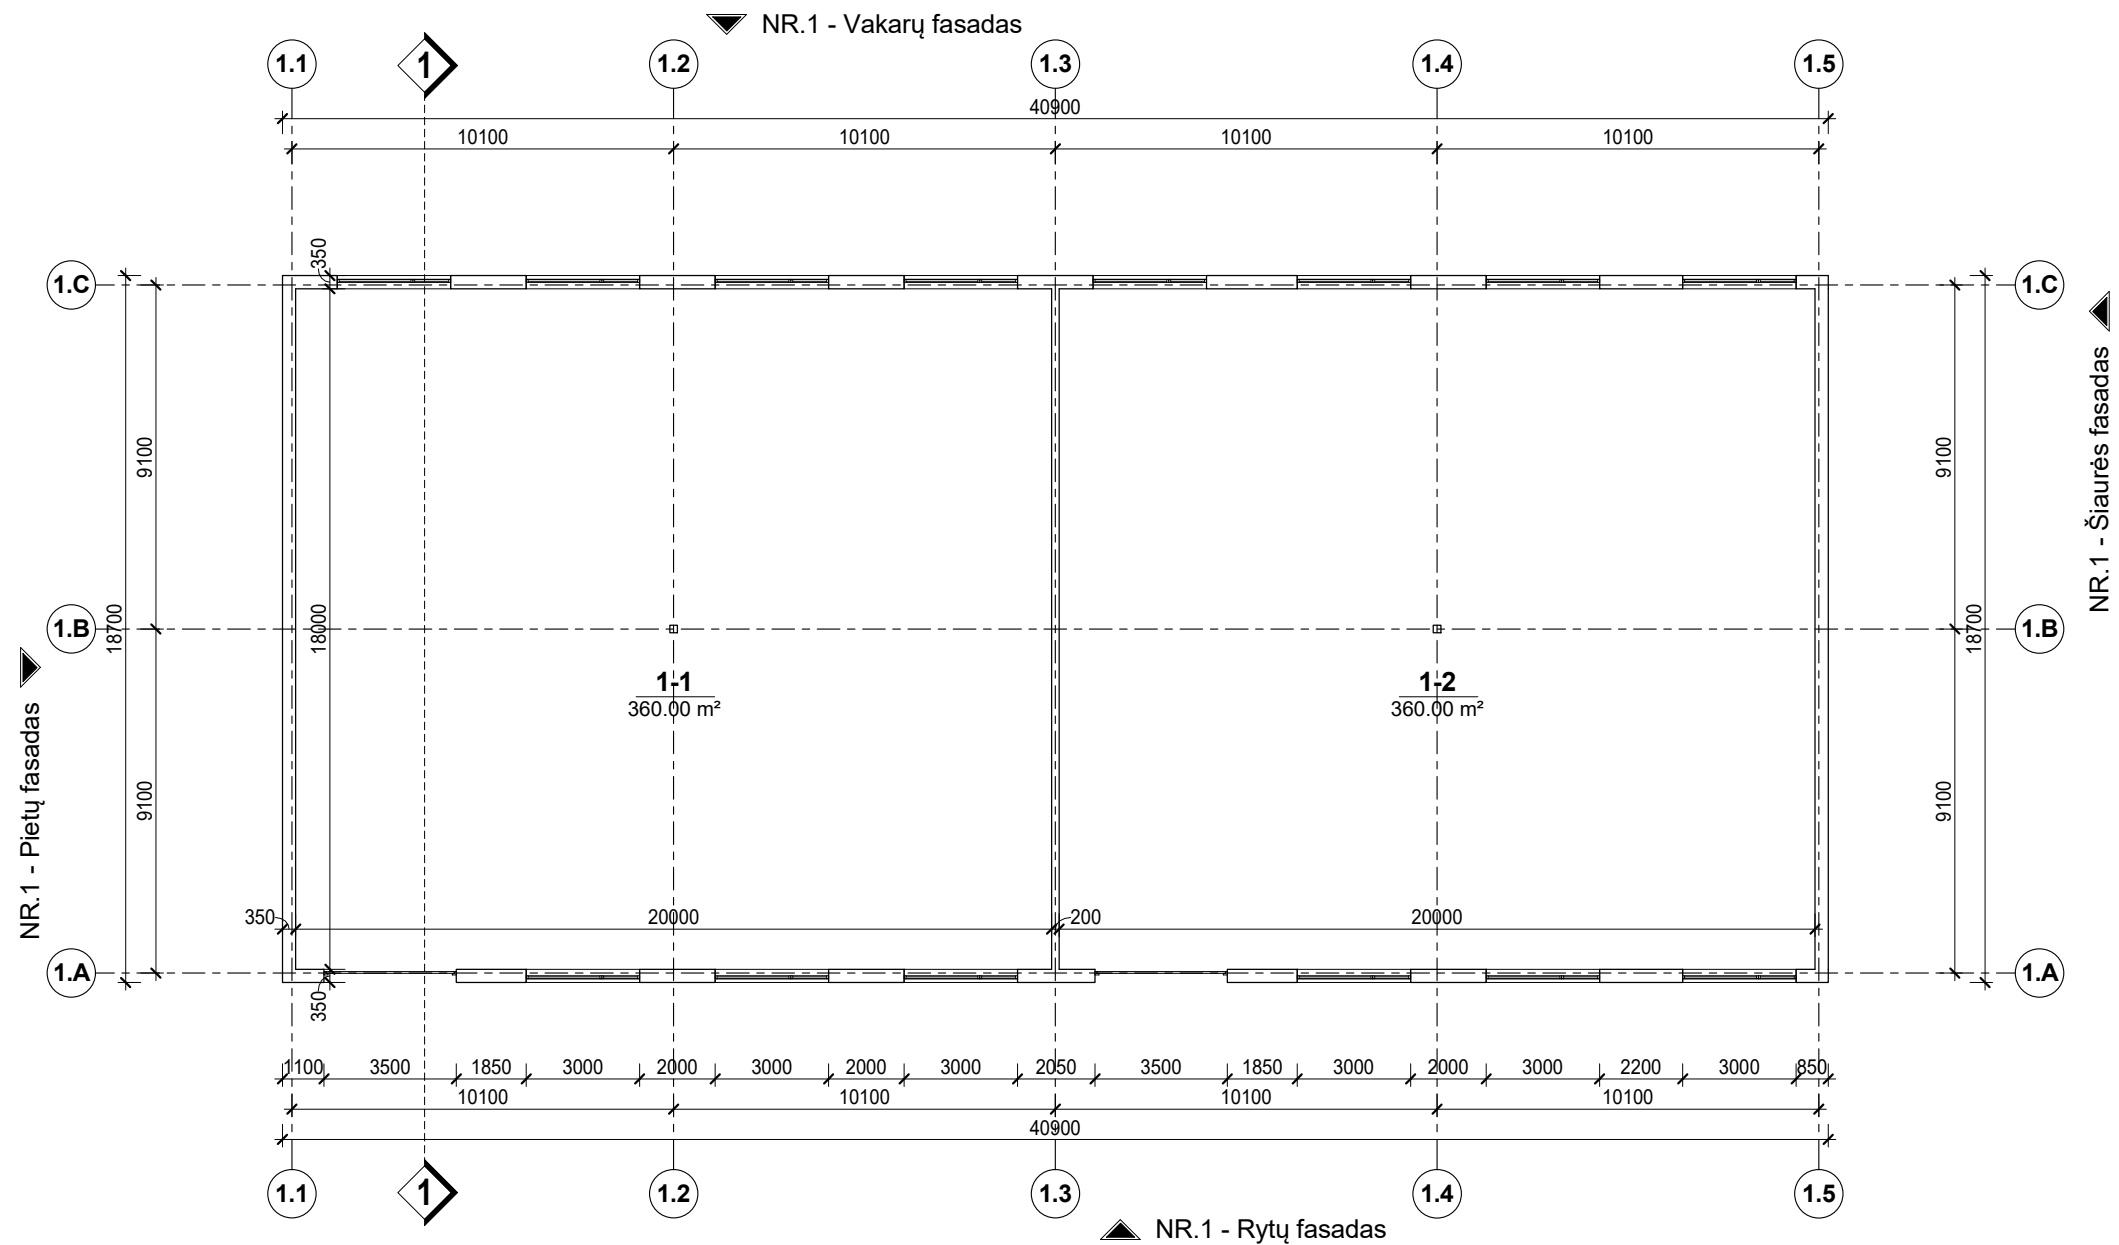 NR.1 - Vakarų fasadas
1.1 1 1.2 1.3 1.4 1.5
40900
10100 10100 10100 10100
350
1.C 1.C
NR.1 - Šiaurės fasadas
9100 9100
1.B 18700 18000 18700 1.B
1-1 1-2
360.00 m² 360.00 m²
NR.1 - Pietų fasadas
9100 9100
350 20000 200 20000
1.A 1.A
350
1100 3500 1850 3000 2000 3000 2000 3000 2050 3500 1850 3000 2000 3000 2200 3000 850
10100 10100 10100 10100
40900
1.1 1 1.2 1.3 1.4 1.5
NR.1 - Rytų fasadas